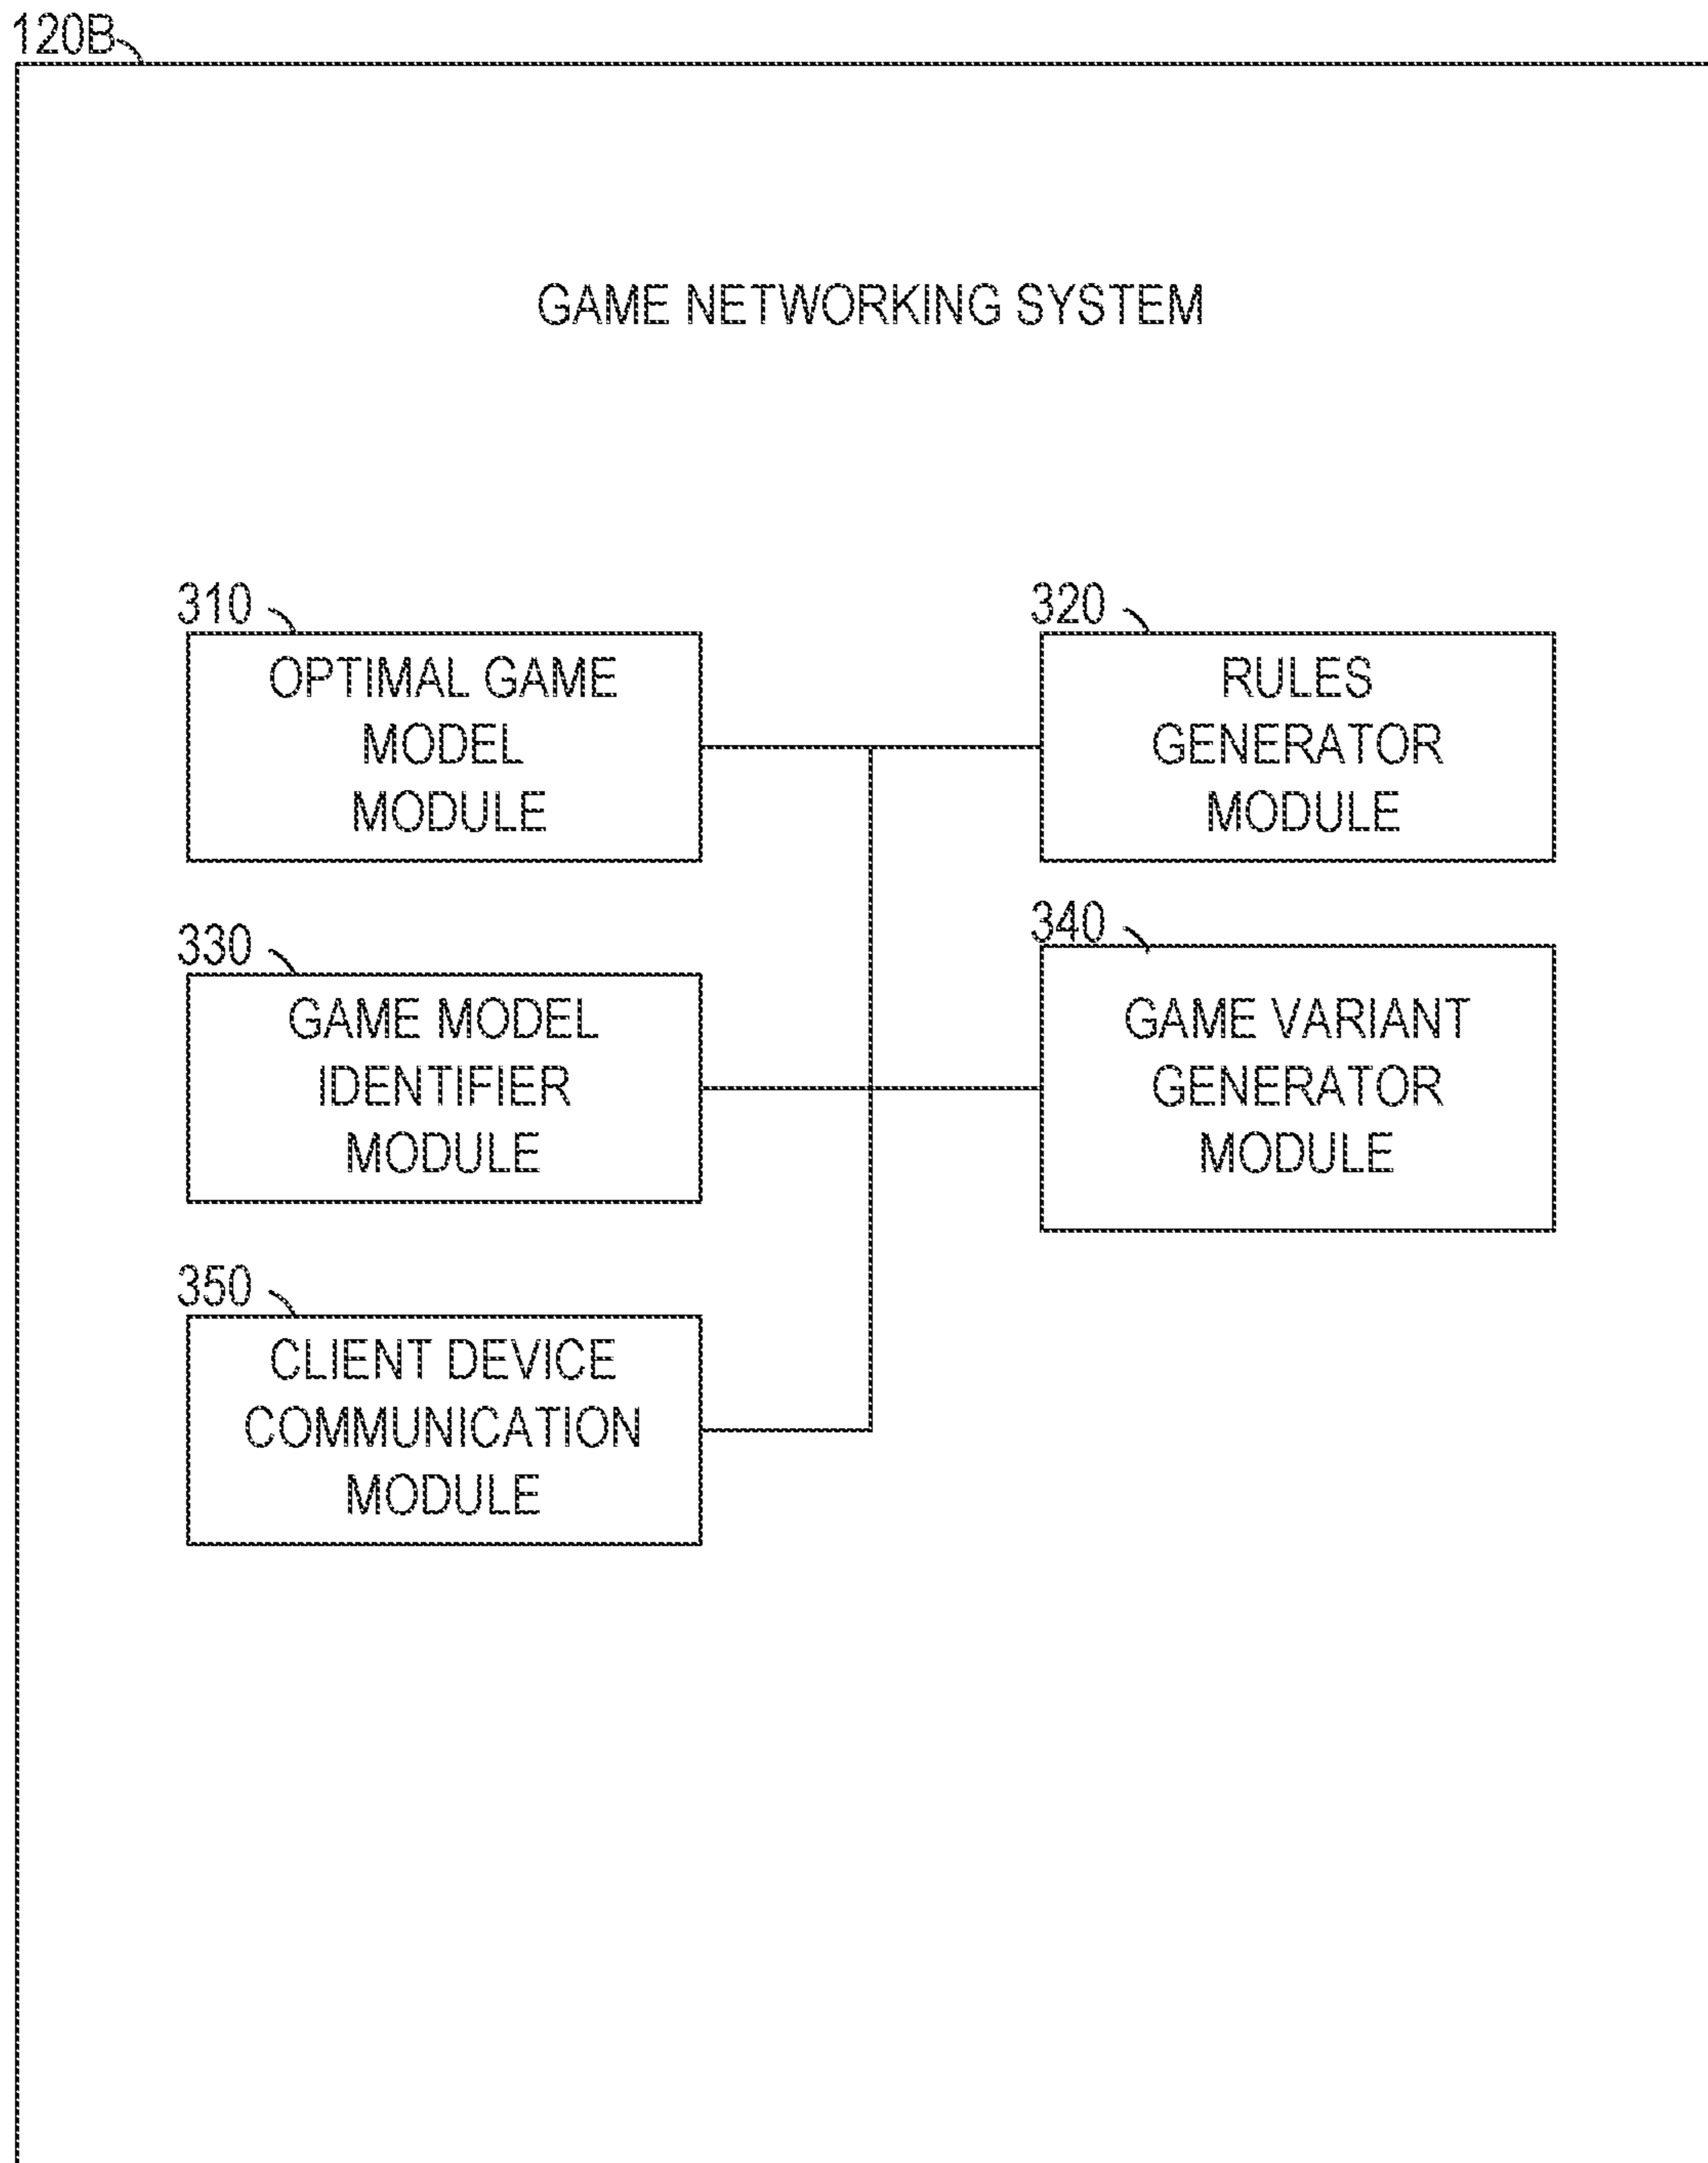 120B
GAME NETWORKING SYSTEM
310
OPTIMAL GAME
MODEL
MODULE
320
RULES
GENERATOR
MODULE
330
GAME MODEL
IDENTIFIER
MODULE
340
GAME VARIANT
GENERATOR
MODULE
350
CLIENT DEVICE
COMMUNICATION
MODULE